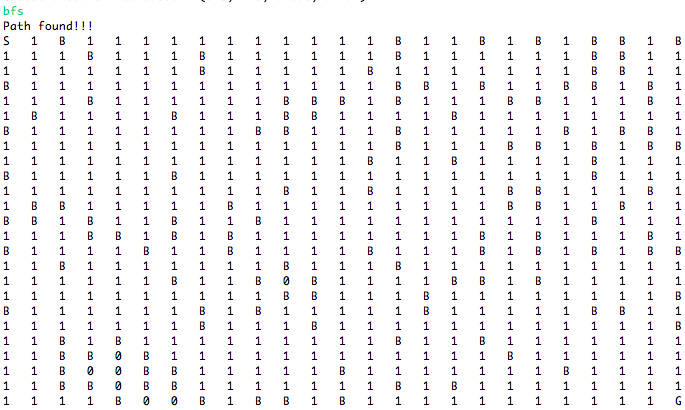 bfs
Path found!!!
S 1 B 1 1 1 1 1 1 1 1 1 1 1 B 1 1 B 1 B 1 B B 1 B
1 1 1 B 1 1 1 B 1 1 1 1 1 1 B 1 1 1 1 1 1 B B 1 1
1 1 1 1 1 1 1 B 1 1 1 1 1 B 1 1 1 1 1 1 1 B B 1 1
B 1 1 1 1 1 1 1 1 1 1 1 1 1 B B 1 B 1 1 B B 1 B 1
1 1 1 B 1 1 1 1 1 1 B B B 1 B 1 1 1 B B 1 1 1 B 1
1 B 1 1 1 1 B 1 1 1 B B 1 1 1 1 B 1 1 1 1 1 1 1 1
B 1 1 1 1 1 1 1 1 B B 1 1 1 B 1 1 1 1 1 B 1 B B 1
1 1 1 1 1 1 1 1 1 1 1 1 1 1 B 1 1 1 B B 1 B 1 B B
1 1 1 1 1 1 1 1 1 1 1 1 1 B 1 1 B 1 1 1 1 B 1 1 1
B 1 1 1 1 1 B 1 1 1 1 1 1 1 1 1 1 1 1 1 1 1 1 1 1
1 1 1 1 1 1 1 1 1 1 B 1 1 B 1 1 1 1 B B 1 1 1 B 1
1 B B 1 1 1 1 1 B 1 1 1 1 1 1 1 1 1 B B 1 1 B 1 1
B B 1 B 1 1 B 1 1 B 1 1 1 1 1 1 1 1 1 1 1 B 1 1 1
1 1 1 B B 1 B 1 B 1 1 1 1 1 1 1 1 B 1 B 1 1 1 B 1
B 1 1 1 1 B 1 1 B 1 1 1 1 B 1 1 1 B 1 B 1 B 1 B B
1 1 B 1 1 1 1 1 1 1 B 1 1 1 B 1 1 1 1 1 1 1 1 1 1
1 1 1 1 1 1 B 1 1 B 0 B 1 1 1 1 B B 1 B 1 1 1 1 1
1 1 1 1 1 1 1 1 1 1 B B 1 1 1 B 1 1 1 1 1 1 1 1 B
B 1 1 1 1 1 1 B 1 B 1 1 1 1 1 B 1 1 1 1 1 B B 1 1
1 1 1 1 1 1 1 B 1 1 1 B 1 1 1 1 1 1 1 1 1 1 1 1 B
1 1 B 1 B 1 1 1 1 1 1 1 1 1 B 1 1 B 1 1 1 1 1 1 1
1 1 B B 0 B 1 1 1 1 1 1 1 1 1 1 1 1 B 1 1 1 1 1 1
1 1 B 0 0 B B 1 1 1 1 1 B 1 1 1 1 1 1 1 B 1 1 1 1
1 1 B B 0 B B 1 1 1 1 1 1 1 B 1 B 1 1 1 1 1 1 1 1
1 1 1 1 B 0 0 B 1 B B 1 B 1 1 1 1 1 1 1 1 1 1 1 G